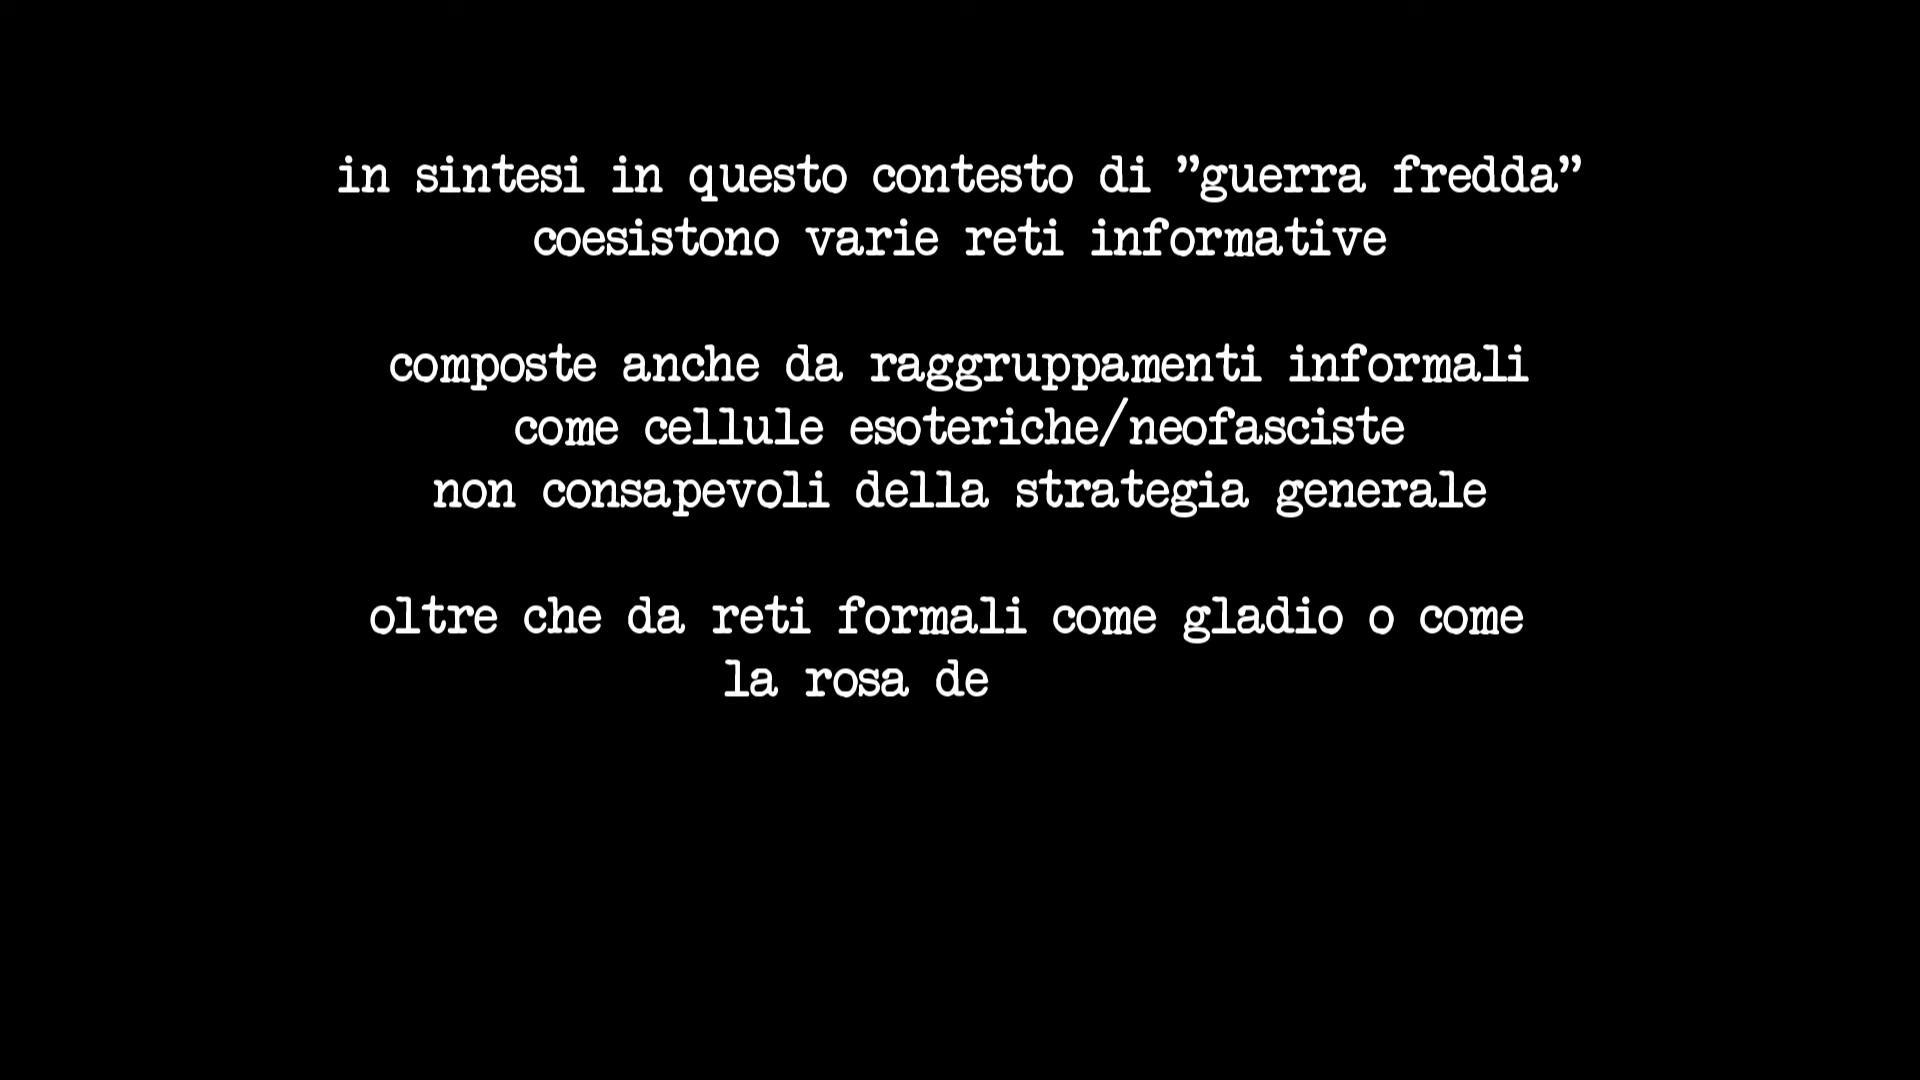 in sintesi in questo contesto di ”guerra fredda”
coesistono varie reti informative
composte anche da raggruppamenti informali
come cellule esoteriche/neofasciste
non consapevoli della strategia generale
oltre che da reti formali come gladio o come
la rosa de